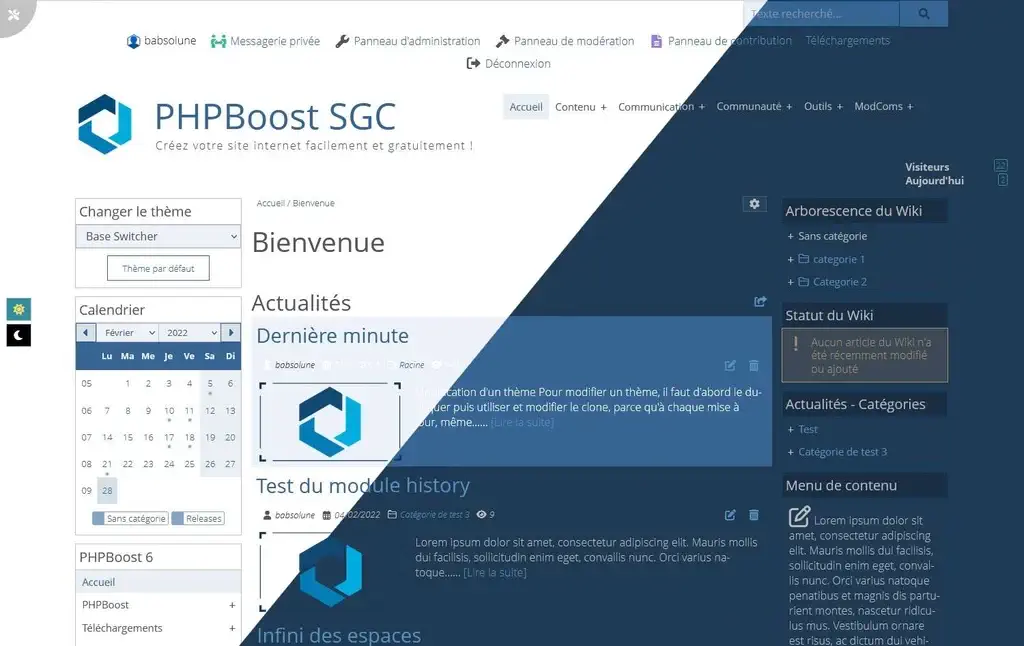 Texte recherché...
babsolune Messagerie privée Panneau d'administration Panneau de modération Panneau de contribution Téléchargements
Déconnexion
PHPBoost SGC
Créez votre site internet facilement et gratuitement !
Accueil Contenu + Communication + Communauté + Outils + ModComs +
Visiteurs
Aujourd'hui 2
Changer le thème
Base Switcher
Thème par défaut
Calendrier
Février 2022
Lu Ma Me Je Ve Sa Di
05 1 2 3 4 5 6
06 7 8 9 10 11 12 13
07 14 15 16 17 18 19 20
08 21 22 23 24 25 26 27
09 28
Sans catégorie Releases
PHPBoost 6
Accueil
PHPBoost +
Téléchargements +
Accueil / Bienvenue
Bienvenue
Actualités
Dernière minute
babsolune Racine
cation d'un thème Pour modifier un thème, il faut d'abord le du-
quer puis utiliser et modifier le clone, parce qu'à chaque mise à
our, même...... [Lire la suite]
Test du module history
babsolune 04/02/2022 Catégorie de test 3 9
Lorem ipsum dolor sit amet, consectetur adipiscing elit. Mauris mollis
dui facilisis, sollicitudin enim eget, convallis nunc. Orci varius na-
toque...... [Lire la suite]
Infini des espaces
Arborescence du Wiki
+ Sans catégorie
+ categorie 1
+ Categorie 2
Statut du Wiki
! Aucun article du Wiki n'a
été récemment modifié
ou ajouté
Actualités - Catégories
+ Test
+ Catégorie de test 3
Menu de contenu
Lorem ipsum dolor sit
amet, consectetur adipiscing
elit. Mauris mollis dui
facilisis, sollicitudin enim
eget, conval-
lis nunc. Orci varius natoque
penatibus et magnis dis partu-
rient montes, nascetur ridicu-
lus mus. Vestibulum ornare
est risus, ac dictum dui vehi-